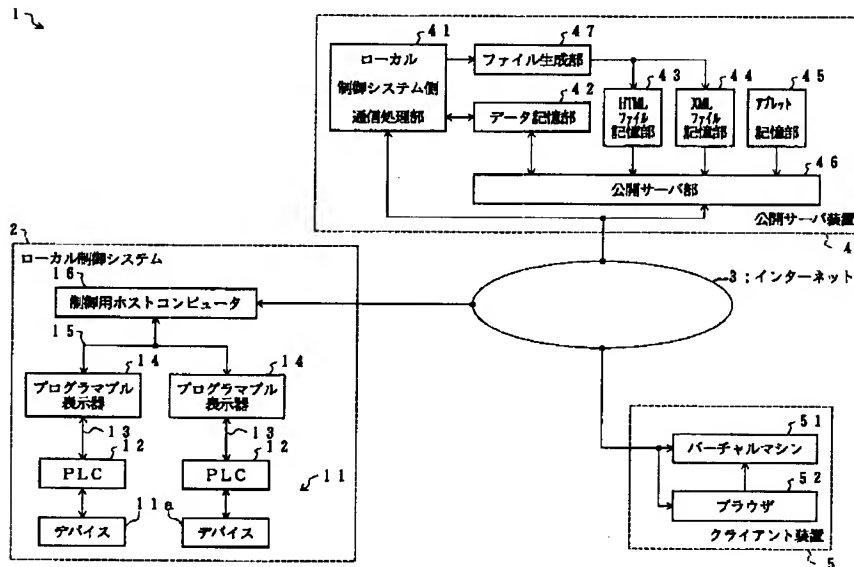 1
41
ローカル
制御システム側
通信処理部
47
ファイル生成部
42
データ記憶部
43
HTML
ファイル
記憶部
44
XML
ファイル
記憶部
45
アプレット
記憶部
46
公開サーバ部
公開サーバ装置
4
2
ローカル制御システム
16
制御用ホストコンピュータ
15
14
プログラマブル
表示器
14
プログラマブル
表示器
13
12
PLC
13
12
PLC
11
デバイス
11a
デバイス
3;インターネット
51
バーチャルマシン
52
ブラウザ
クライアント装置
5